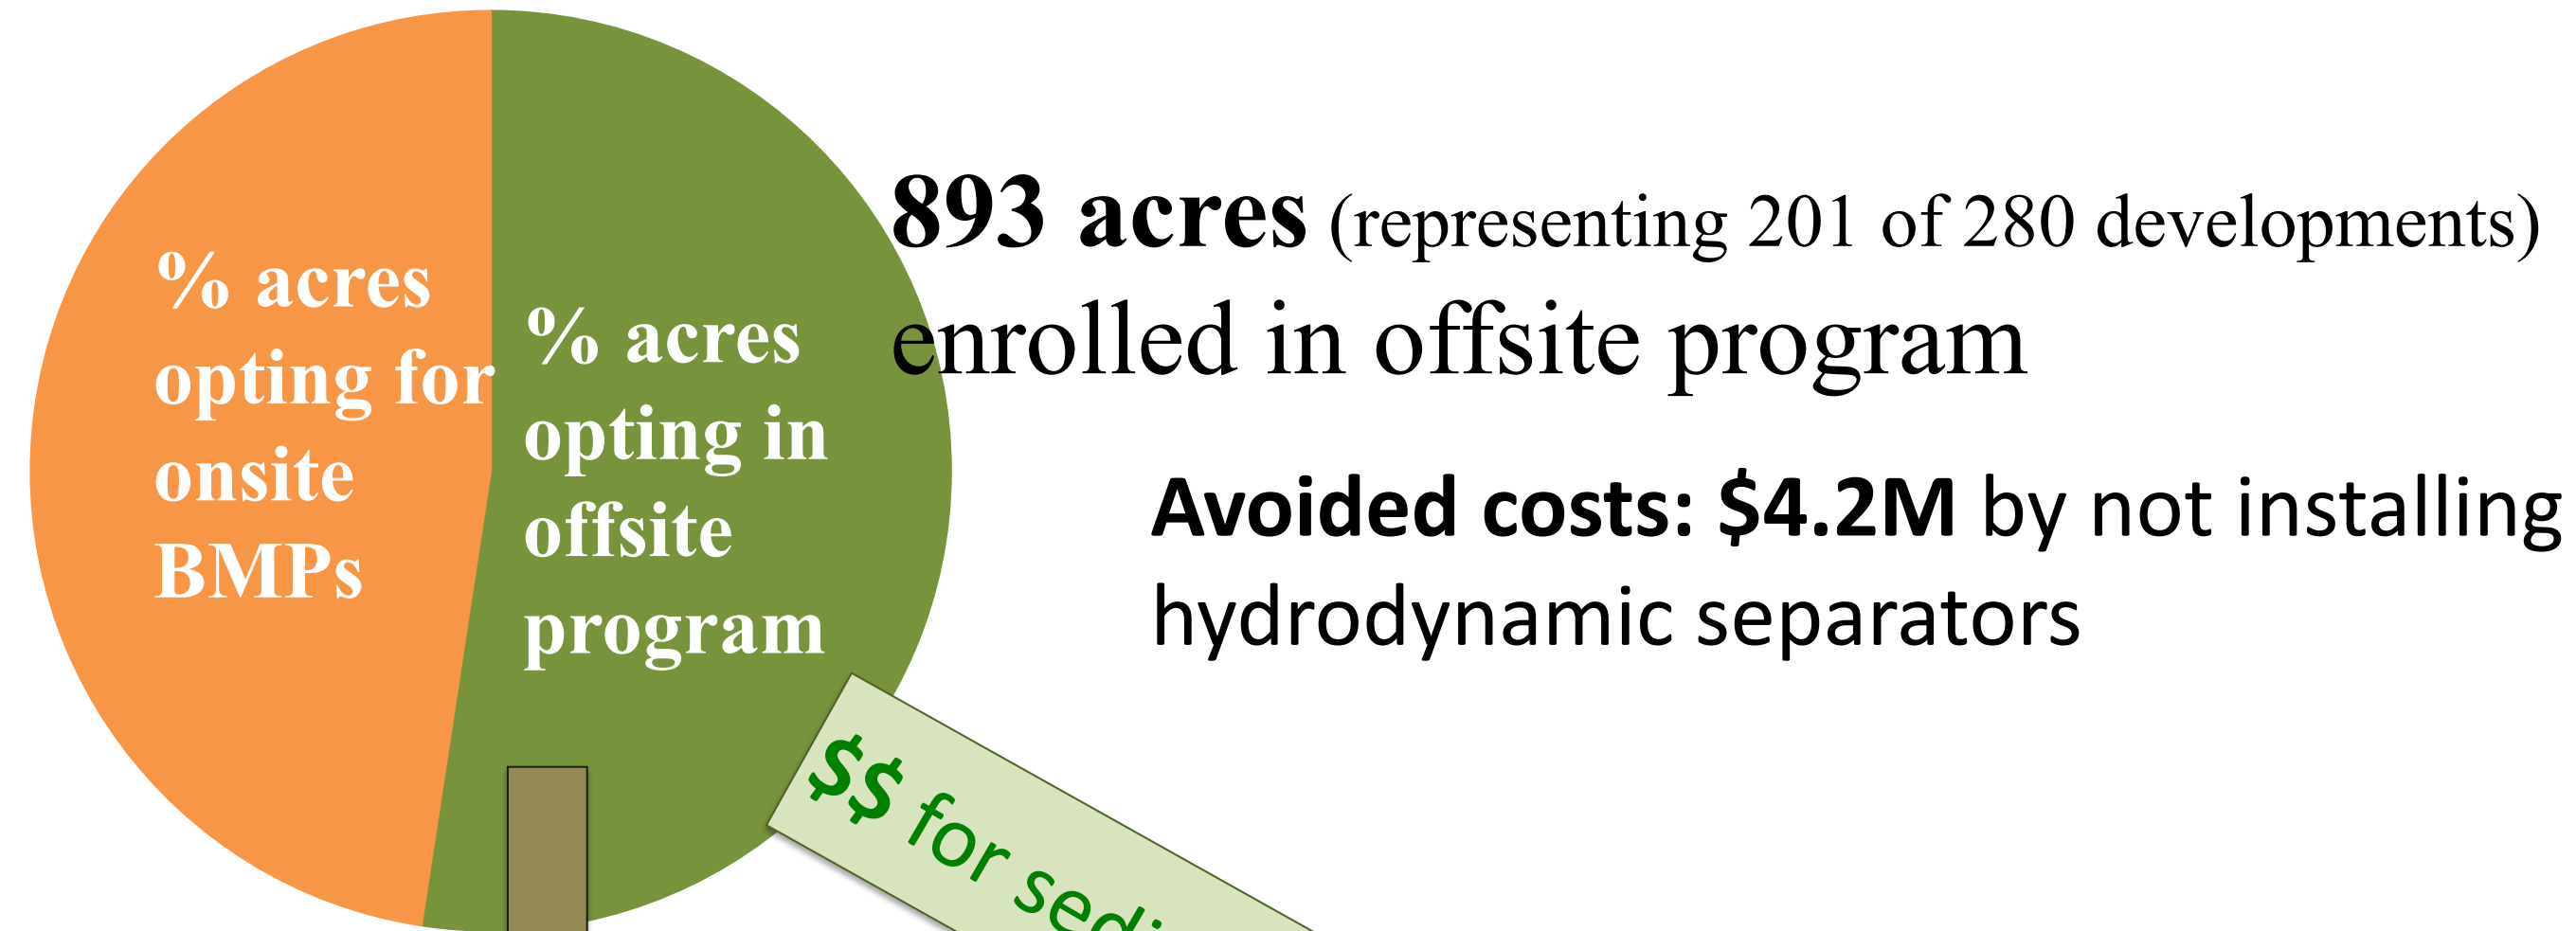 % acres
opting for
onsite
BMPs
% acres
opting in
offsite
program
893 acres (representing 201 of 280 developments)
enrolled in offsite program
Avoided costs: $4.2M by not installing
hydrodynamic separators
$$ for